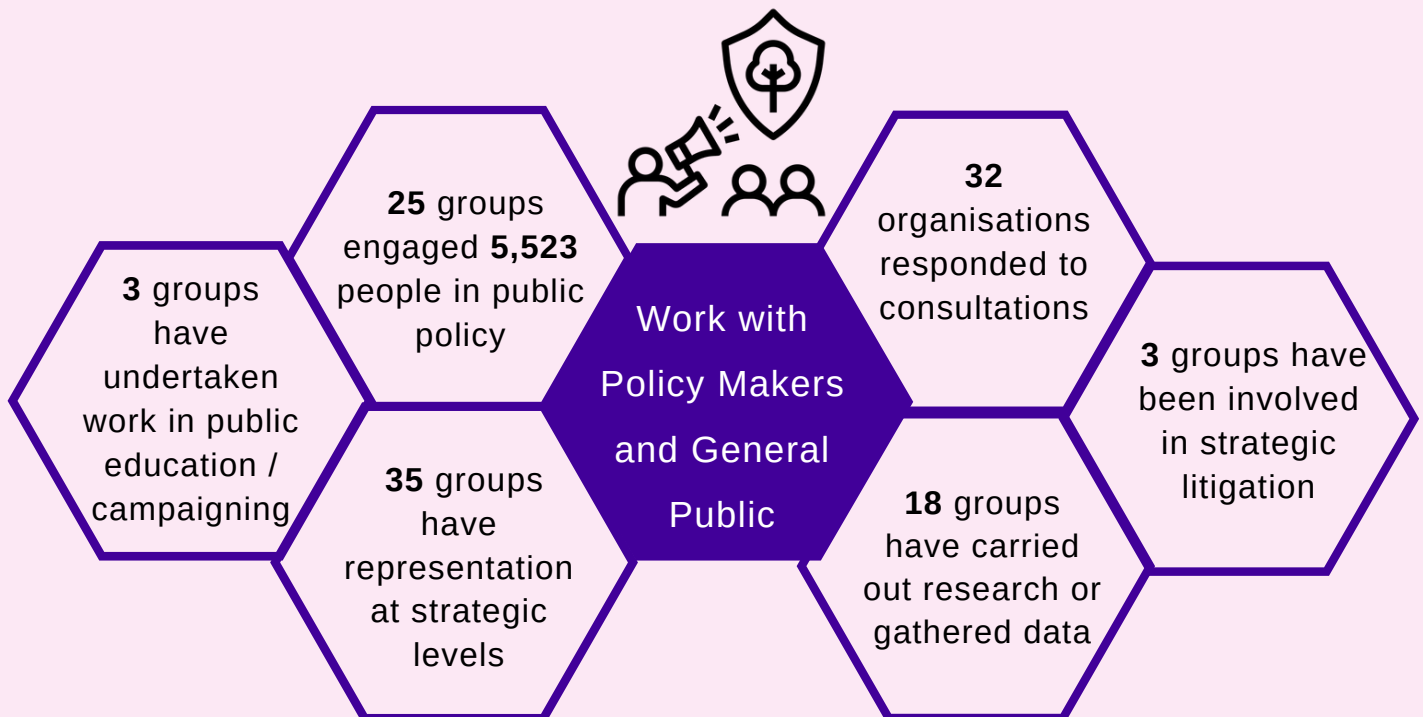 3 groups
have
undertaken
work in public
education /
campaigning
25 groups
engaged 5,523
people in public
policy
35 groups
have
representation
at strategic
levels
Work with
Policy Makers
and General
Public
32
organisations
responded to
consultations
18 groups
have carried
out research or
gathered data
3 groups have
been involved
in strategic
litigation